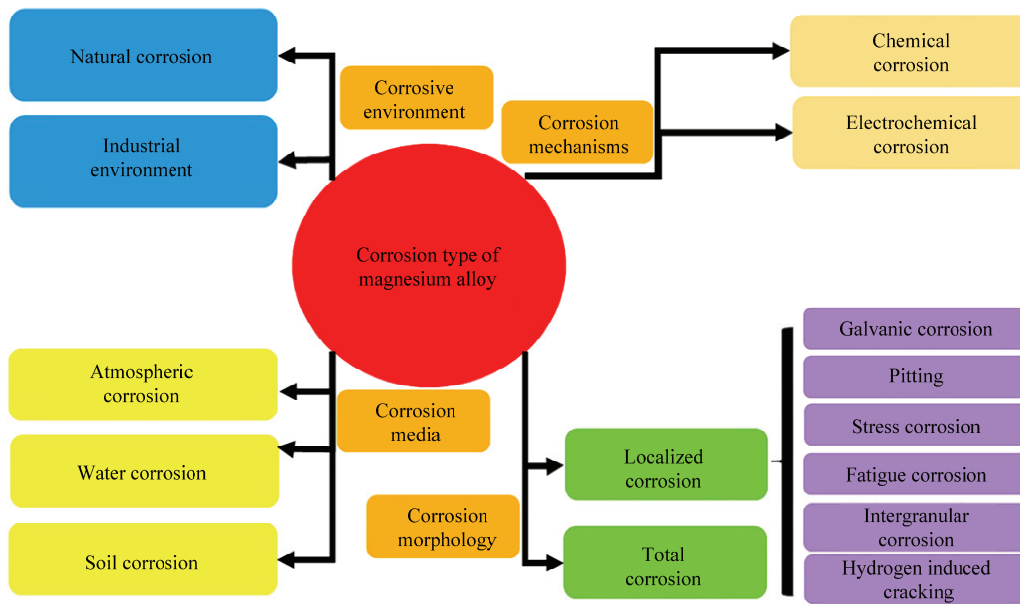 Natural corrosion
Industrial
environment
Corrosive
environment
Corrosion
mechanisms
Chemical
corrosion
Electrochemical
corrosion
Corrosion type of
magnesium alloy
Atmospheric
corrosion
Water corrosion
Soil corrosion
Corrosion
media
Corrosion
morphology
Localized
corrosion
Total
corrosion
Galvanic corrosion
Pitting
Stress corrosion
Fatigue corrosion
Intergranular
corrosion
Hydrogen induced
cracking